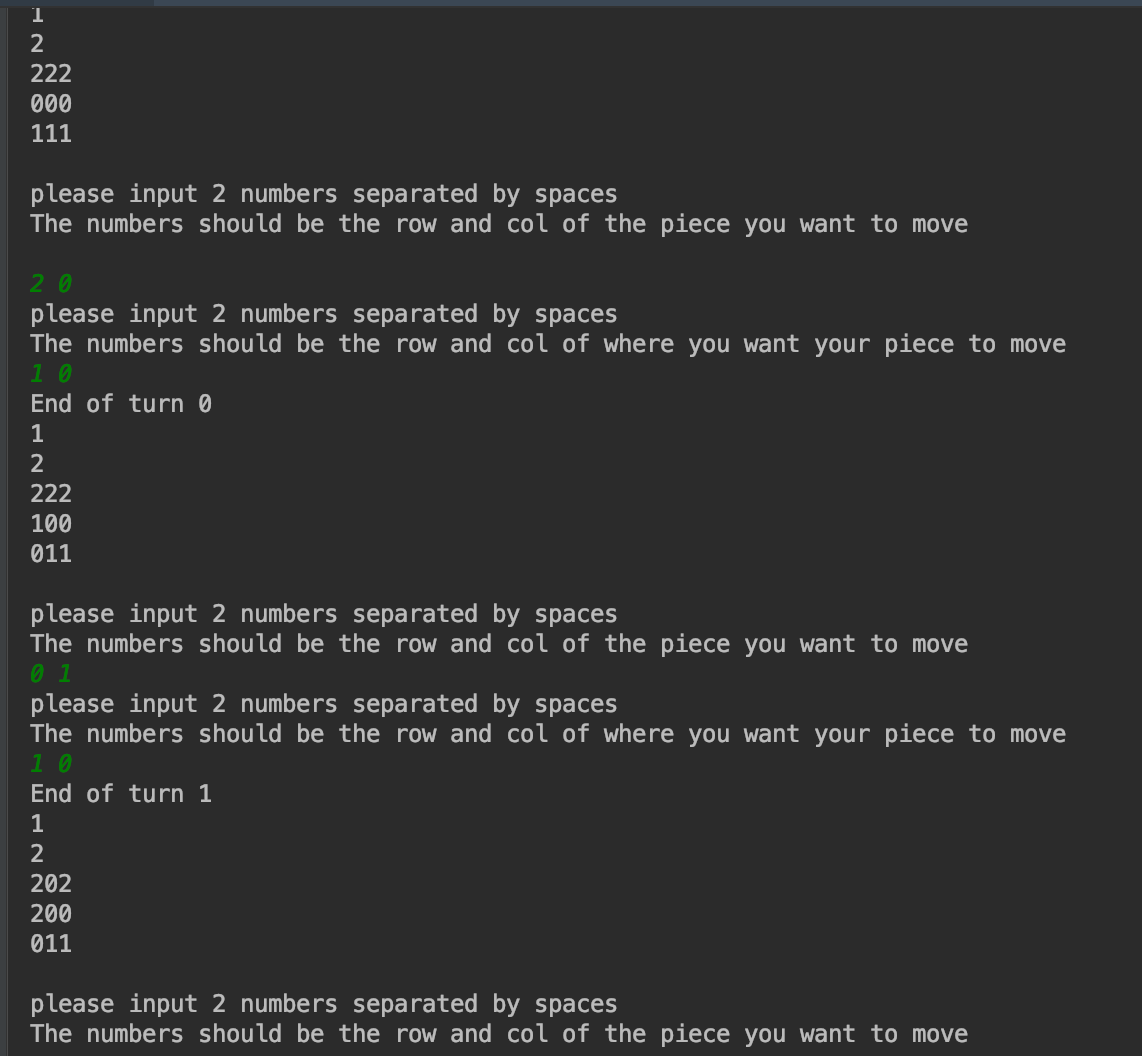 1
2
222
000
111
please input 2 numbers separated by spaces
The numbers should be the row and col of the piece you want to move
2 0
please input 2 numbers separated by spaces
The numbers should be the row and col of where you want your piece to move
1 0
End of turn 0
1
2
222
100
011
please input 2 numbers separated by spaces
The numbers should be the row and col of the piece you want to move
0 1
please input 2 numbers separated by spaces
The numbers should be the row and col of where you want your piece to move
1 0
End of turn 1
1
2
202
200
011
please input 2 numbers separated by spaces
The numbers should be the row and col of the piece you want to move